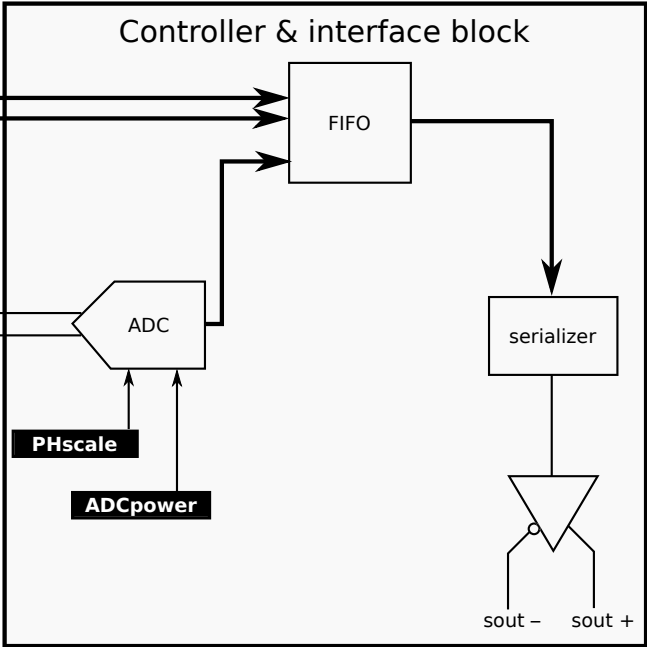 Controller & interface block
FIFO
ADC
serializer
PHscale
ADCpower
sout – sout +